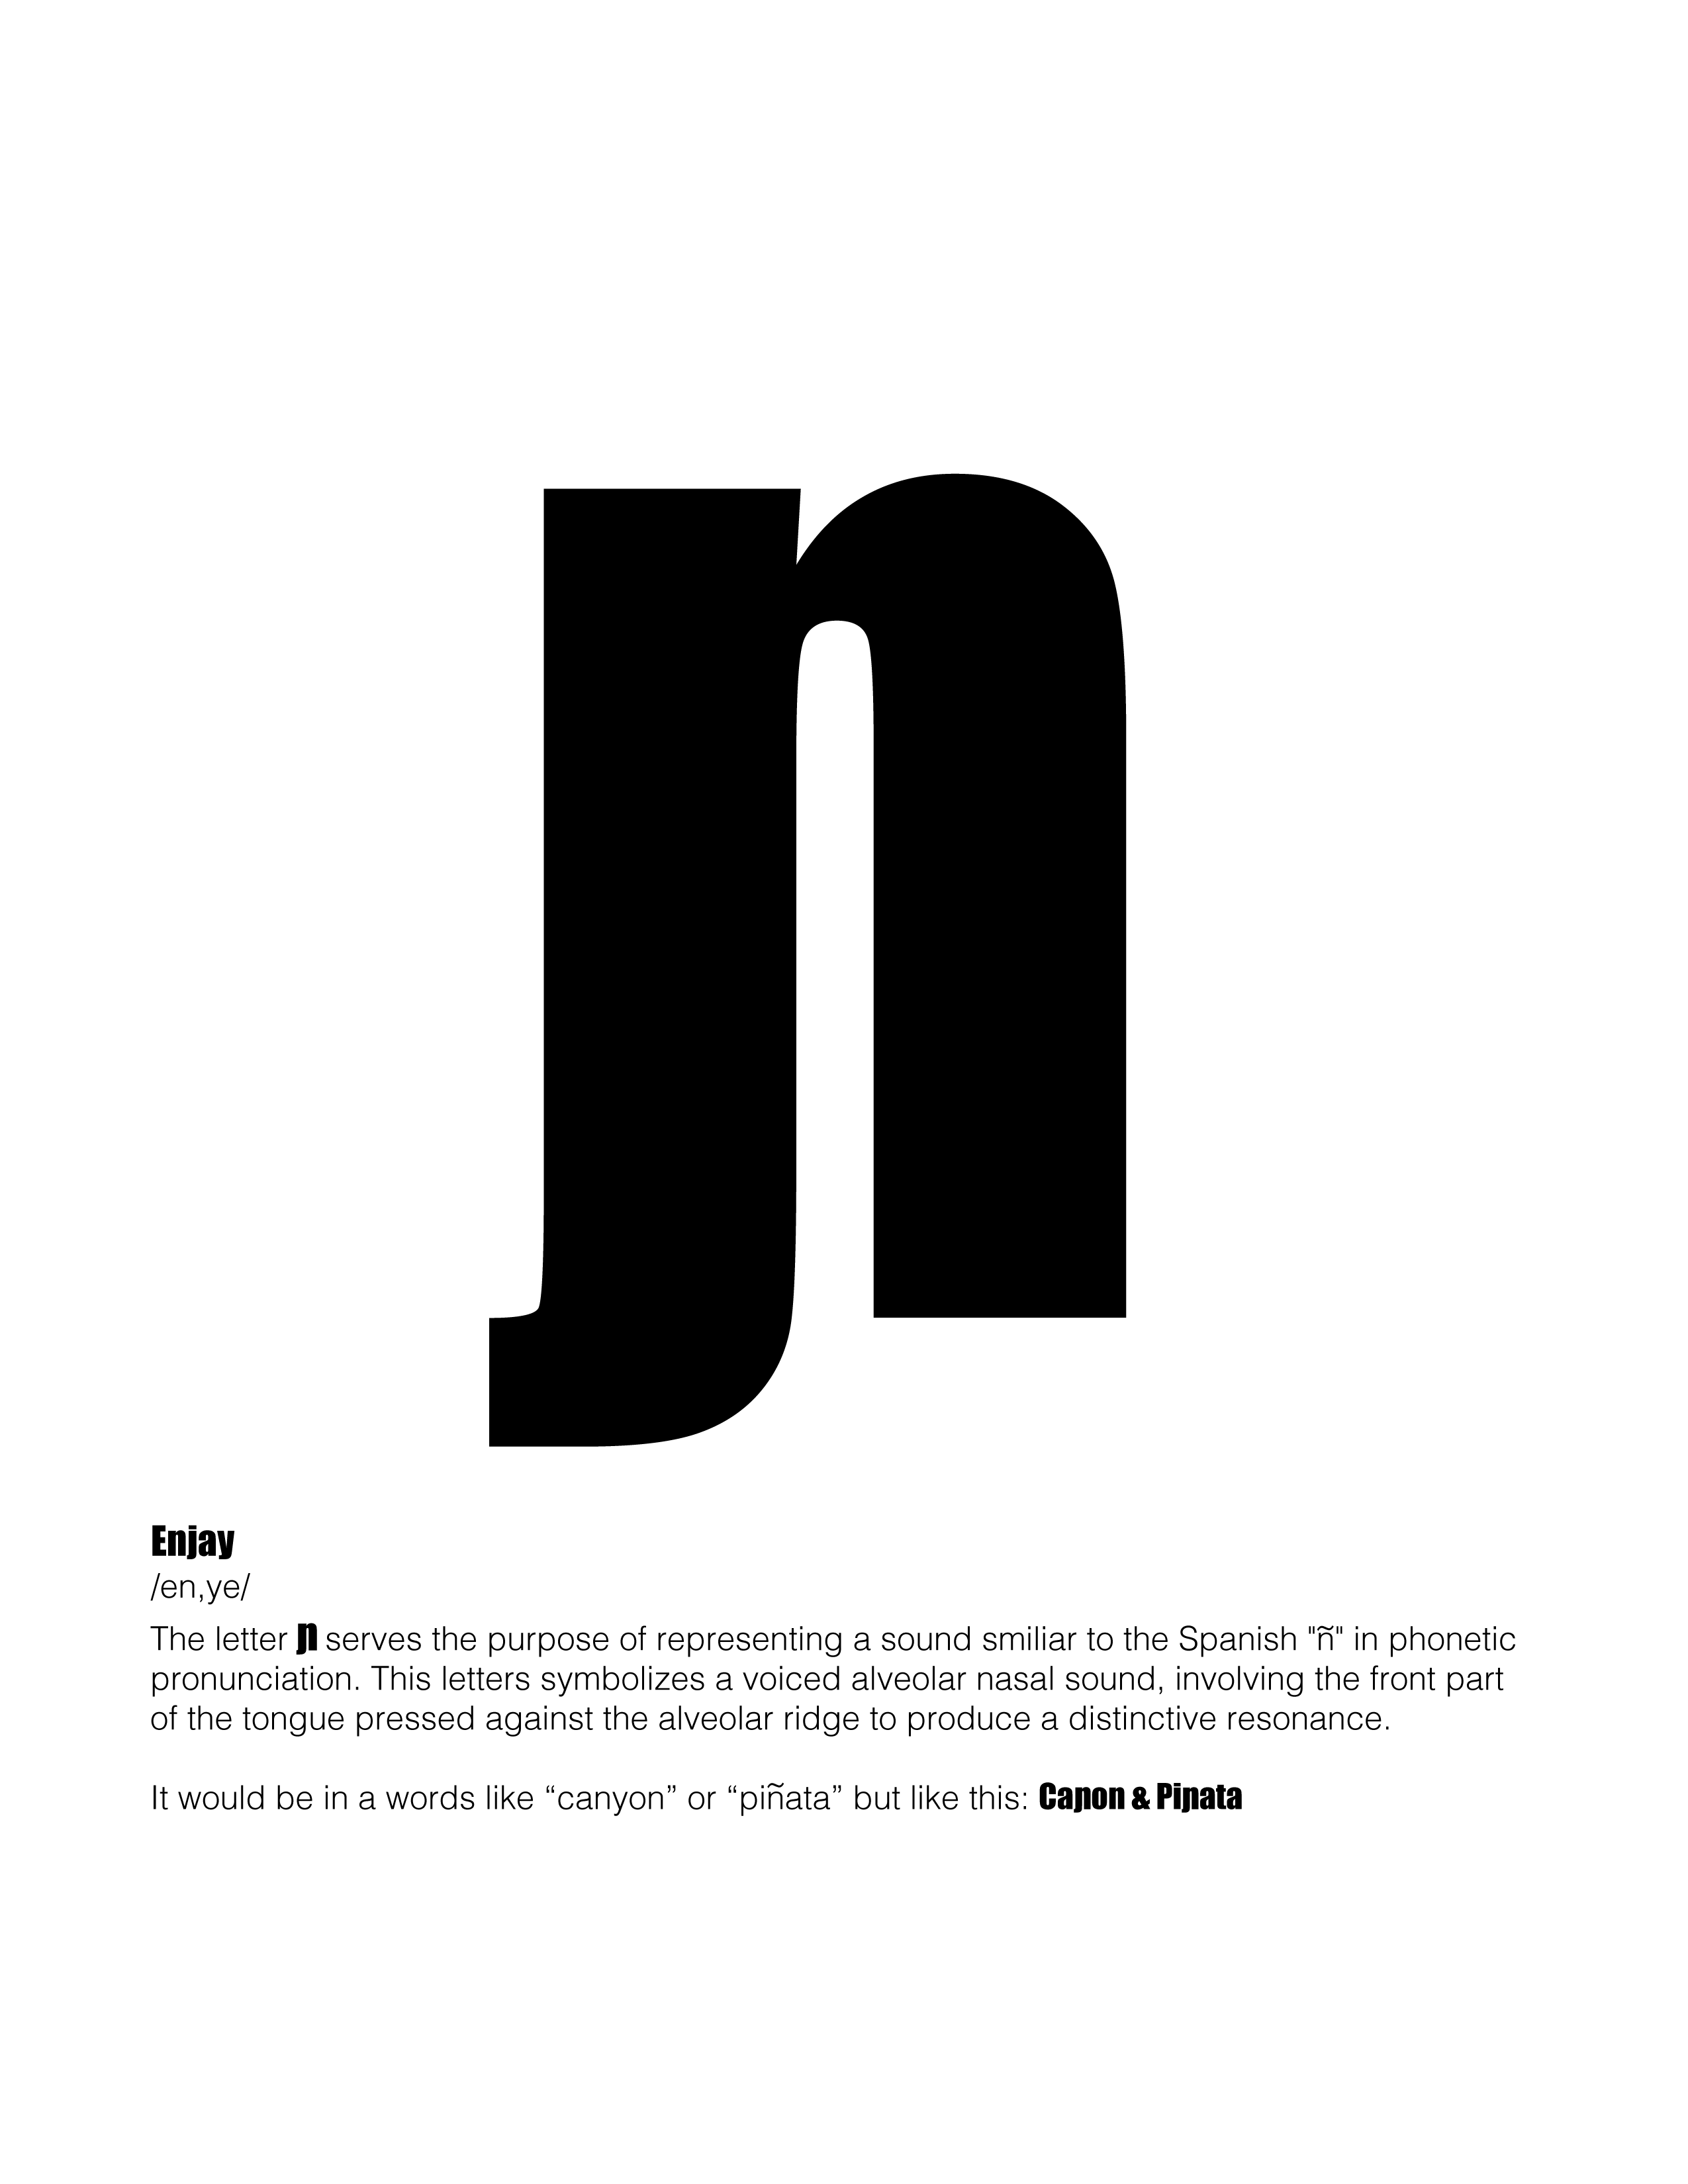 ɲ
Enjay
/en,ye/
The letter ɲ serves the purpose of representing a sound smiliar to the Spanish "ñ" in phonetic
pronunciation. This letters symbolizes a voiced alveolar nasal sound, involving the front part
of the tongue pressed against the alveolar ridge to produce a distinctive resonance.
It would be in a words like “canyon” or “piñata” but like this: Caɲon & Piɲata